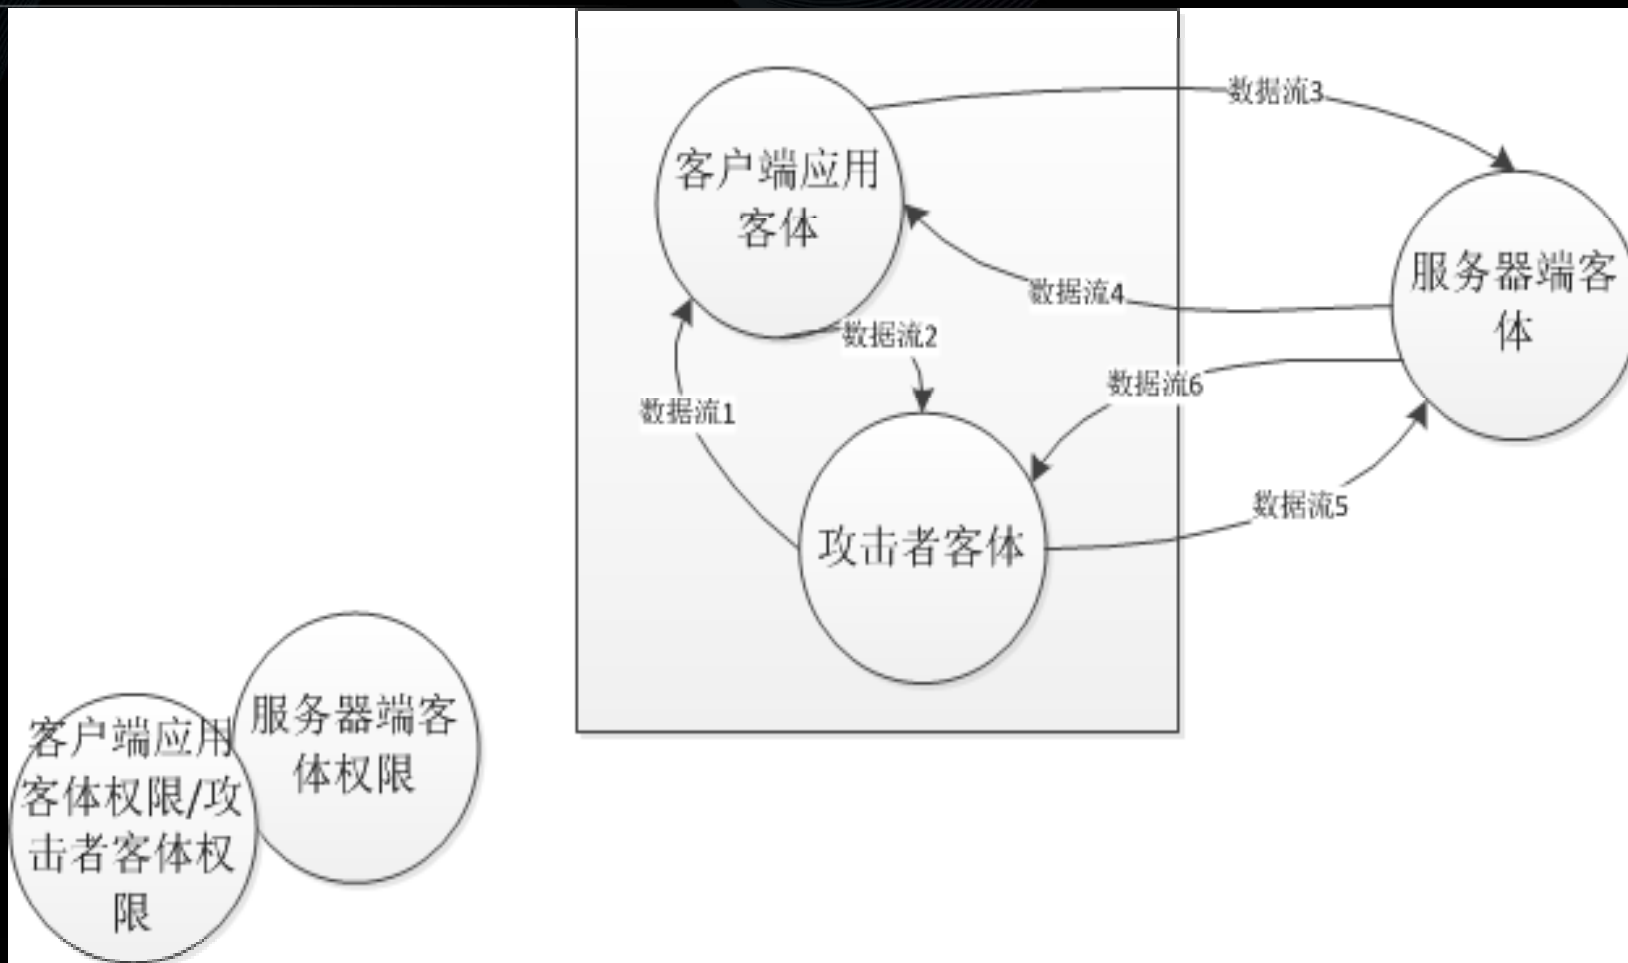 数据流3
客户端应用
客体
服务器端客
体
数据流4
数据流2
数据流6
数据流1
数据流5
攻击者客体
服务器端客
体权限
客户端应用
客体权限/攻
击者客体权
限